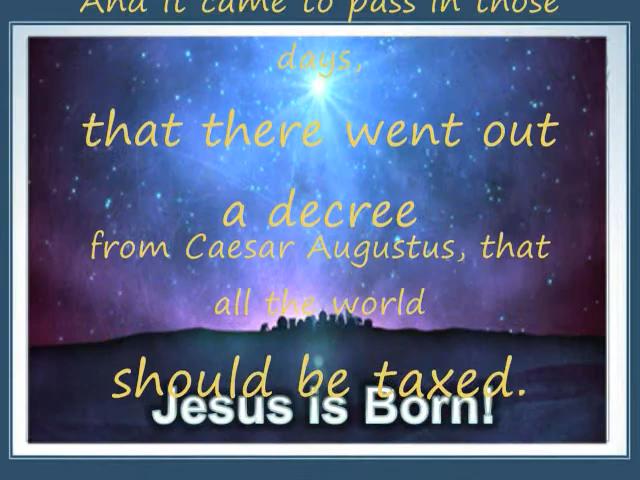 And it came to pass in those
days,
that there went out
a decree
from Caesar Augustus, that
all the world
should be taxed.
Jesus is Born!